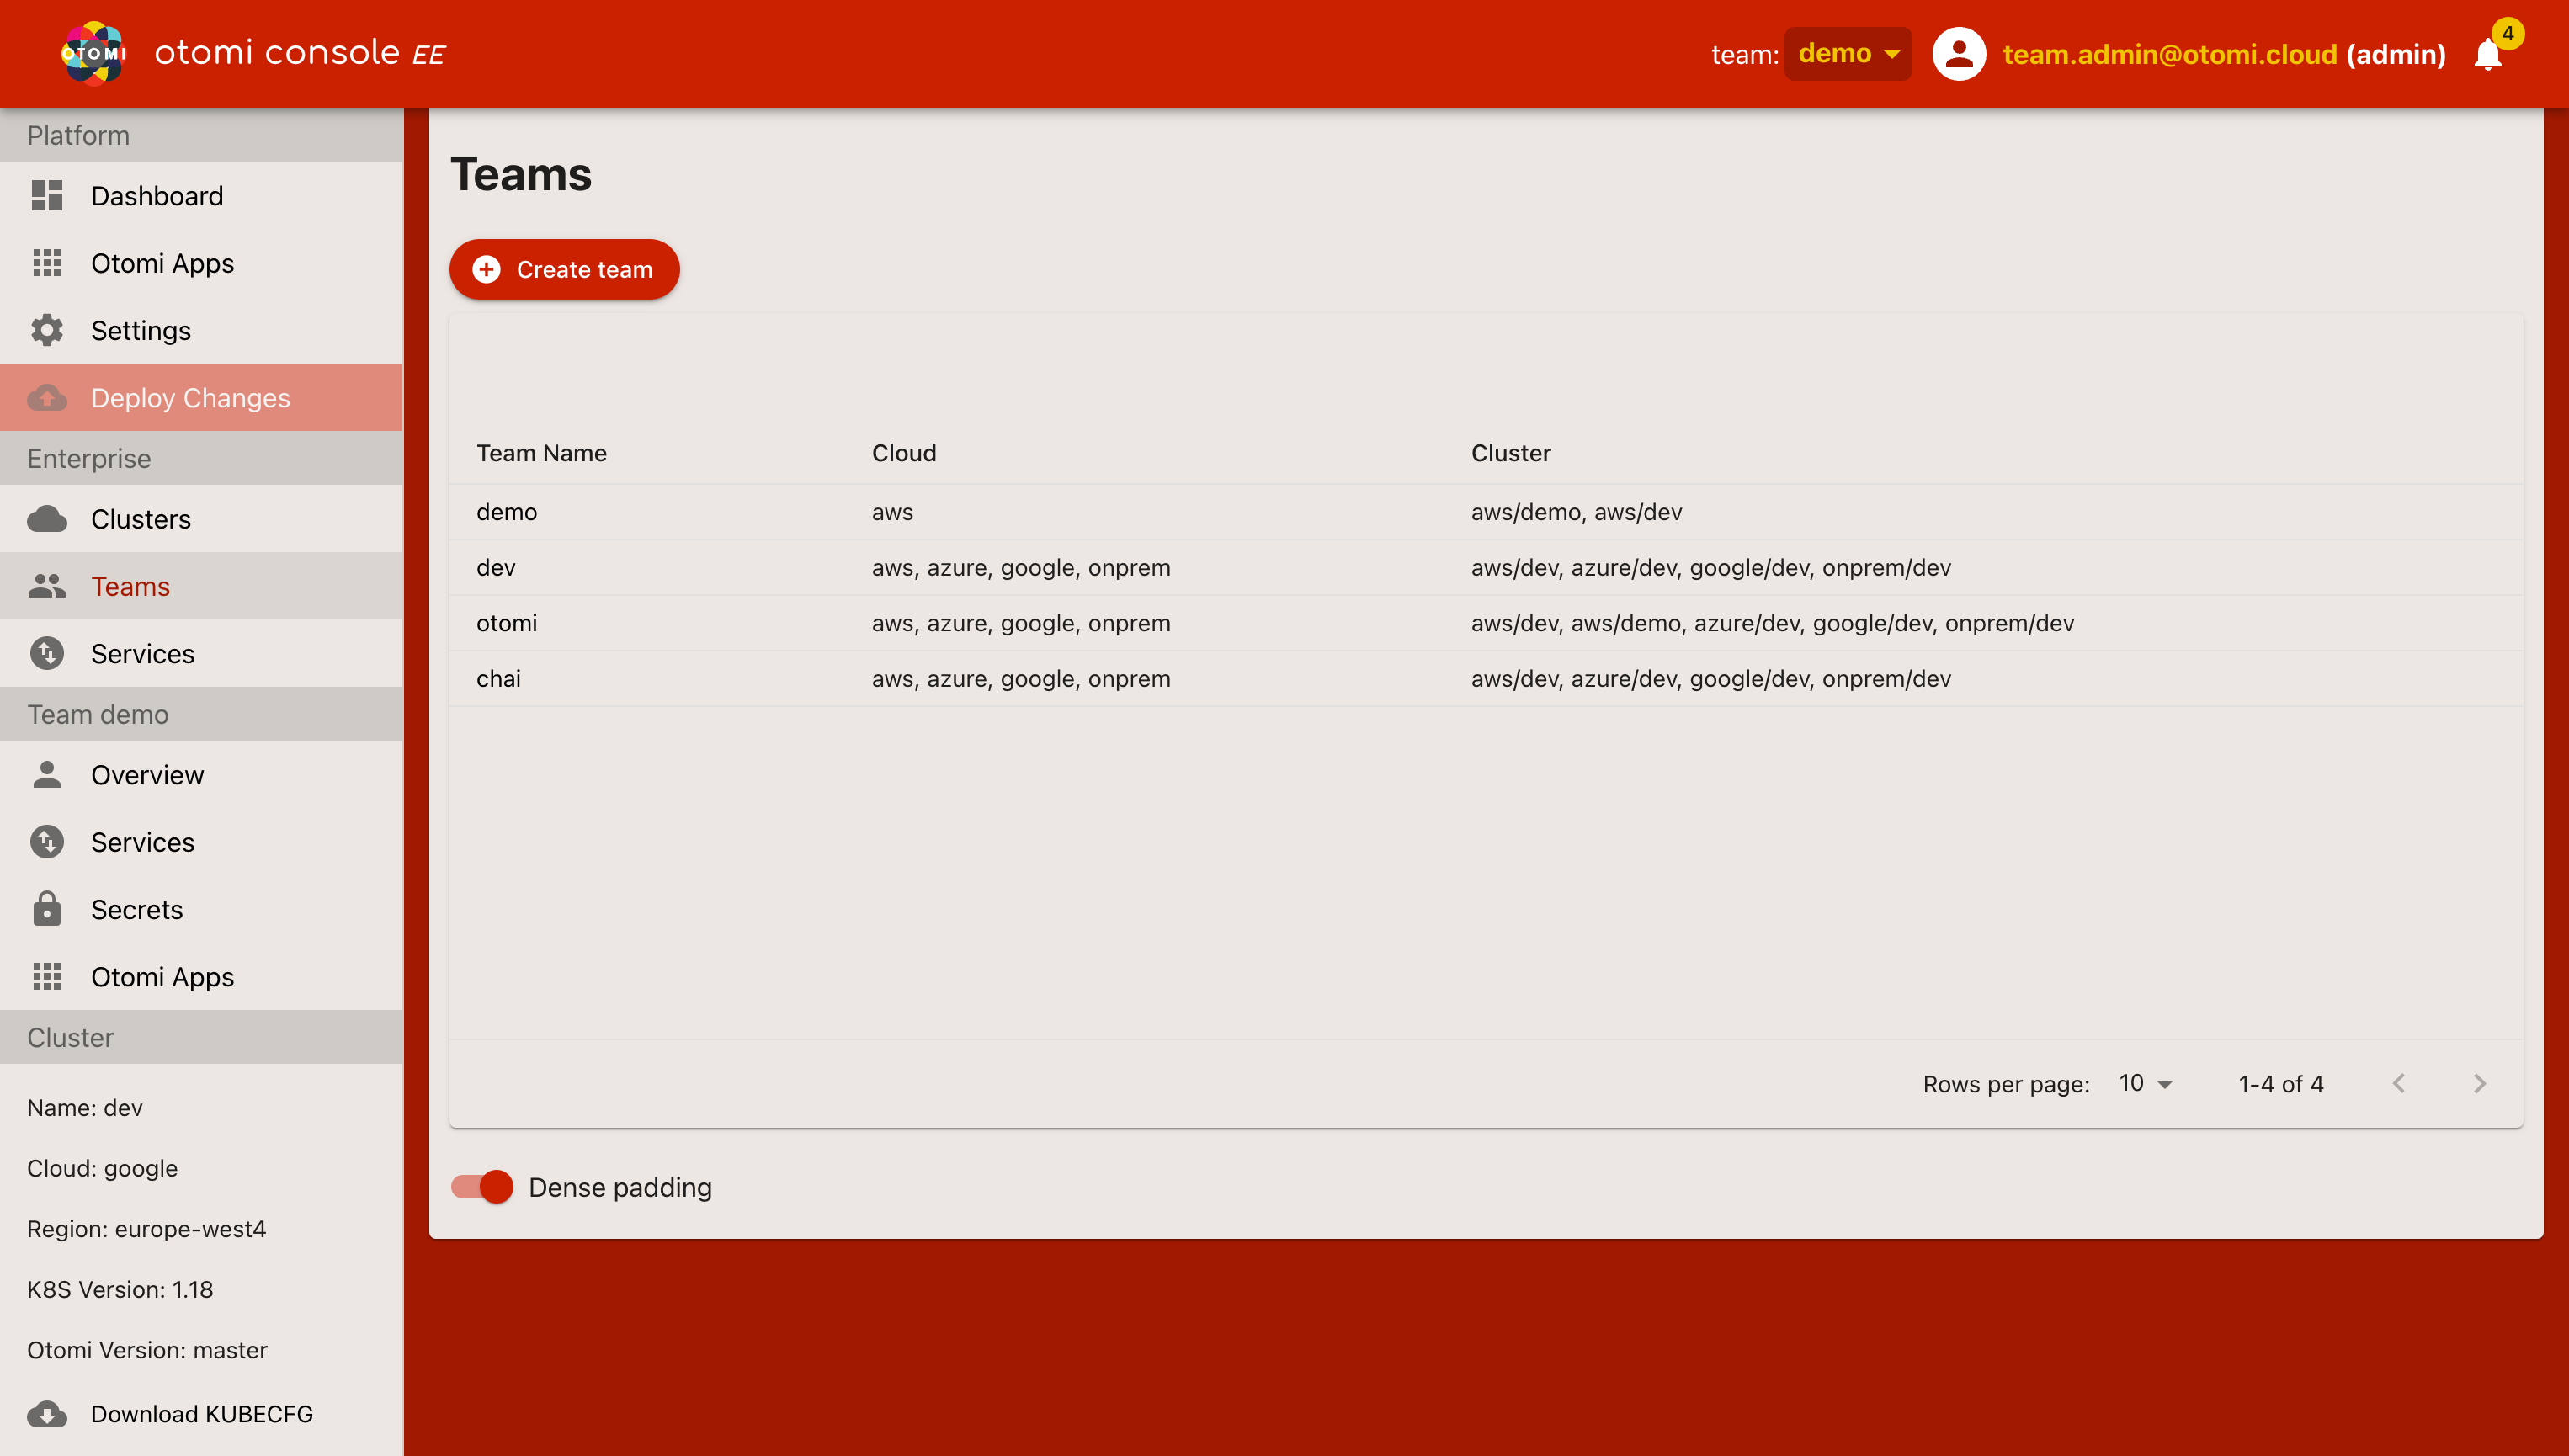 OTOMI otomi console EE team: demo team.admin@otomi.cloud (admin) 4
Platform
Dashboard
Otomi Apps
Settings
Deploy Changes
Enterprise
Clusters
Teams
Services
Team demo
Overview
Services
Secrets
Otomi Apps
Cluster
Name: dev
Cloud: google
Region: europe-west4
K8S Version: 1.18
Otomi Version: master
Download KUBECFG
Teams
Create team
Team Name Cloud Cluster
demo aws aws/demo, aws/dev
dev aws, azure, google, onprem aws/dev, azure/dev, google/dev, onprem/dev
otomi aws, azure, google, onprem aws/dev, aws/demo, azure/dev, google/dev, onprem/dev
chai aws, azure, google, onprem aws/dev, azure/dev, google/dev, onprem/dev
Rows per page: 10 1-4 of 4
Dense padding